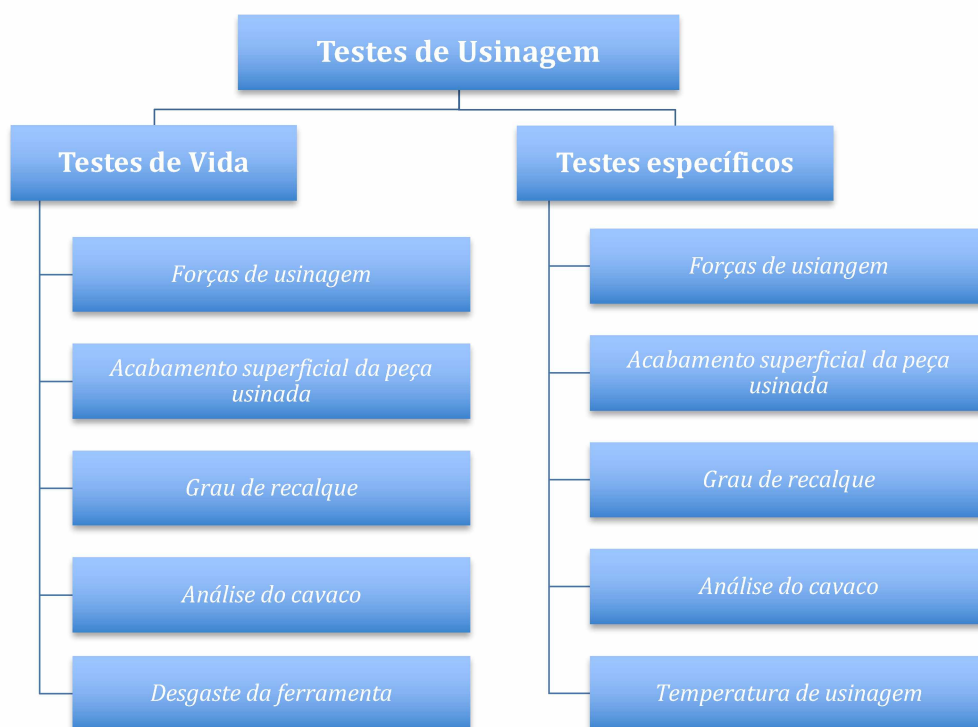 Testes de Usinagem
Testes de Vida
Forças de usinagem
Acabamento superficial da peça
usinada
Grau de recalque
Análise do cavaco
Desgaste da ferramenta
Testes específicos
Forças de usiangem
Acabamento superficial da peça
usinada
Grau de recalque
Análise do cavaco
Temperatura de usinagem